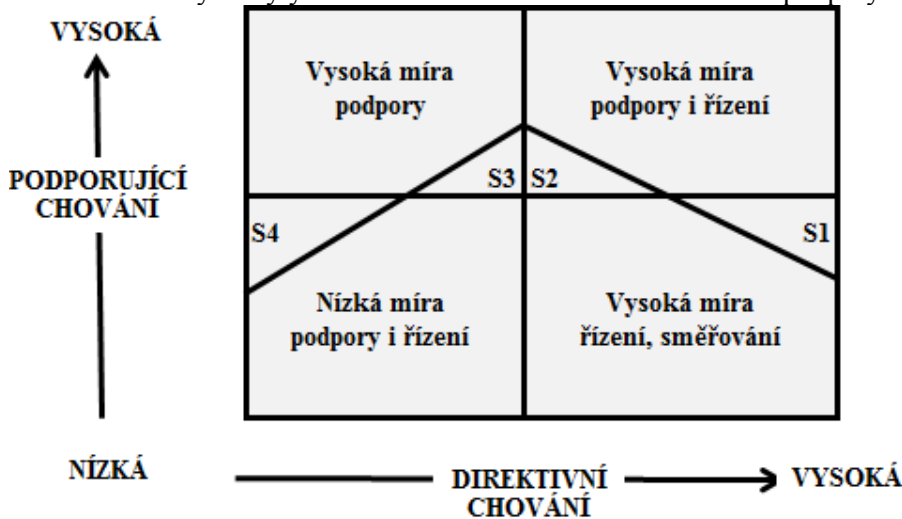 VYSOKÁ
Vysoká míra
podpory
Vysoká míra
podpory i řízení
PODPORUJÍCÍ
CHOVÁNÍ
S3
S2
S4
S1
Nízká míra
podpory i řízení
Vysoká míra
řízení, směřování
NÍZKÁ
DIREKTIVNÍ
CHOVÁNÍ
VYSOKÁ